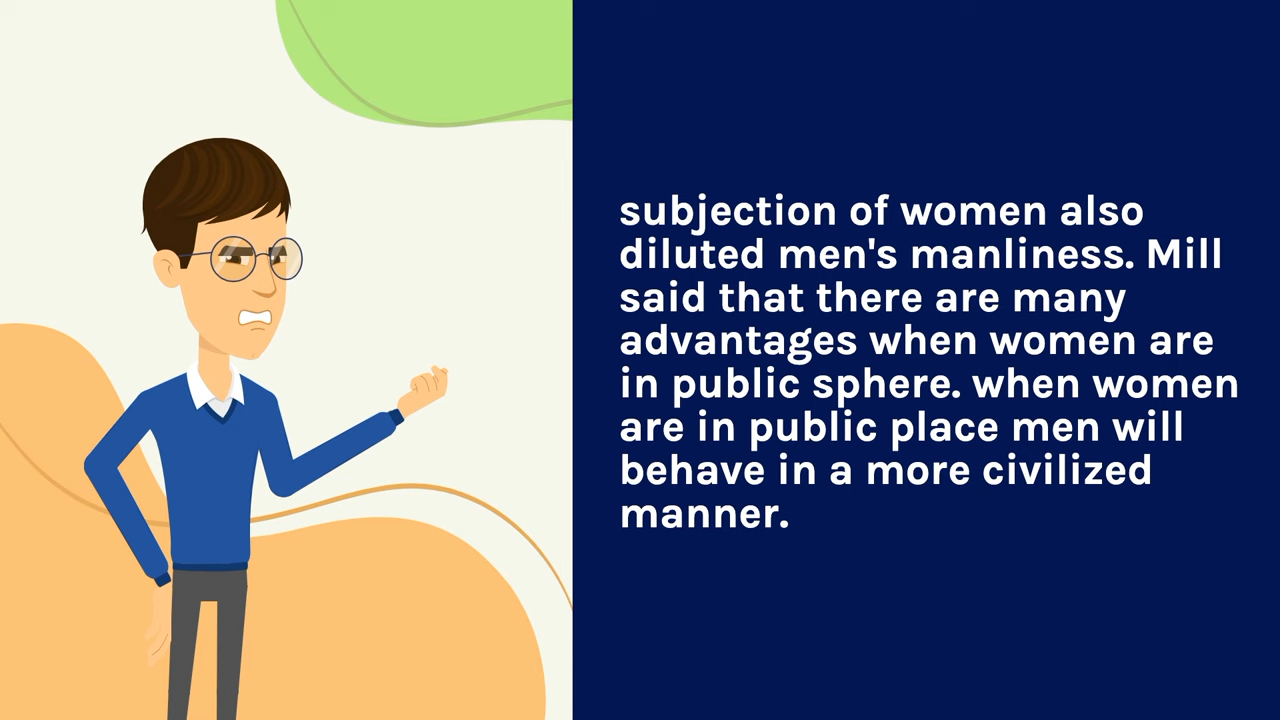 subjection of women also
diluted men's manliness. Mill
said that there are many
advantages when women are
in public sphere. when women
are in public place men will
behave in a more civilized
manner.